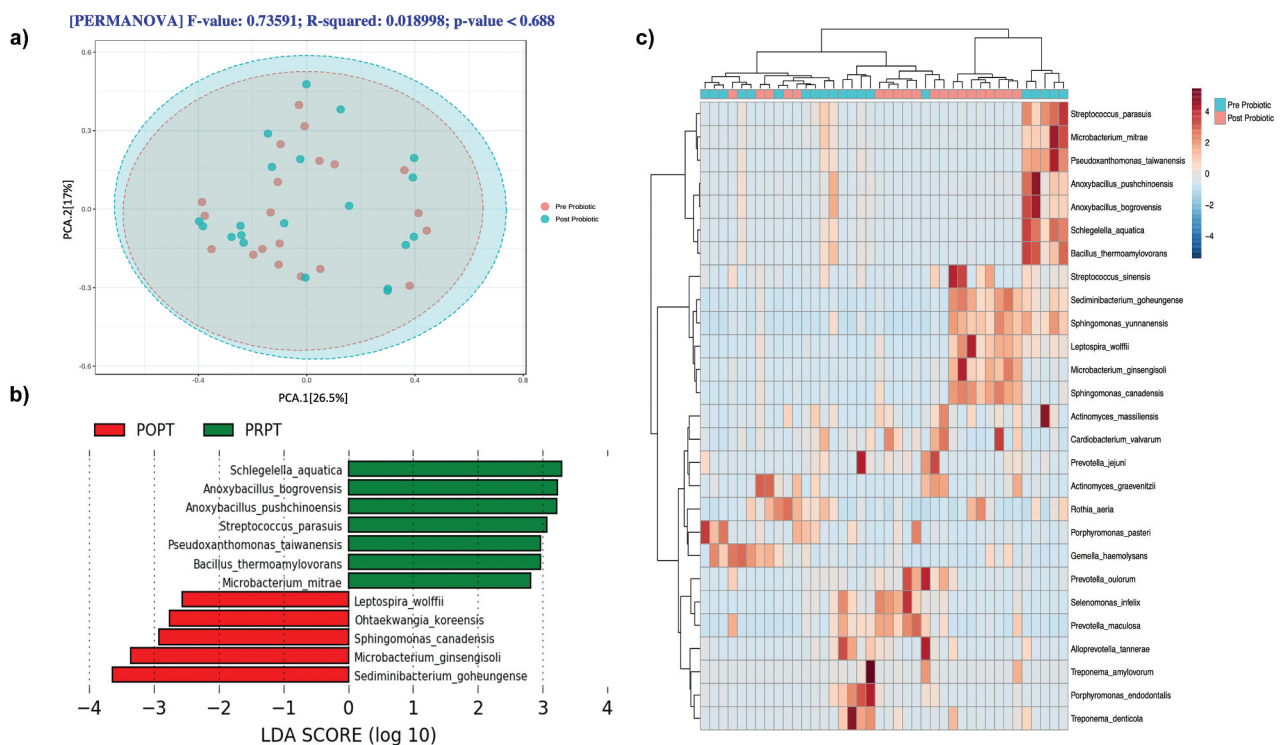 [PERMANOVA] F-value: 0.73591; R-squared: 0.018998; p-value < 0.688
a)
0.6
0.3
0.0
-0.3
-0.6
PCA.2[17%]
-0.4
0.0
0.4
0.8
PCA.1[26.5%]
Pre Probiotic
Post Probiotic
b)
POPT
PRPT
Schlegelella_aquatica
Anoxybacillus_bogrovensis
Anoxybacillus_pushchinoensis
Streptococcus_parasuis
Pseudoxanthomonas_taiwanensis
Bacillus_thermoamylovorans
Microbacterium_mitrae
Leptospira_wolffii
Ohtaekwangia_koreensis
Sphingomonas_canadensis
Microbacterium_ginsengisoli
Sediminibacterium_goheungense
−4 −3 −2 −1 0 1 2 3 4
LDA SCORE (log 10)
c)
Streptococcus_parasuis
Microbacterium_mitrae
Pseudoxanthomonas_taiwanensis
Anoxybacillus_pushchinoensis
Anoxybacillus_bogrovensis
Schlegelella_aquatica
Bacillus_thermoamylovorans
Streptococcus_sinensis
Sediminibacterium_goheungense
Sphingomonas_yunnanensis
Leptospira_wolffii
Microbacterium_ginsengisoli
Sphingomonas_canadensis
Actinomyces_massiliensis
Cardiobacterium_valvarum
Prevotella_jejuni
Actinomyces_graevenitzii
Rothia_aeria
Porphyromonas_pasteri
Gemella_haemolysans
Prevotella_oulorum
Selenomonas_infelix
Prevotella_maculosa
Alloprevotella_tannerae
Treponema_amylovorum
Porphyromonas_endodontalis
Treponema_denticola
4
2
0
-2
-4
Pre Probiotic
Post Probiotic